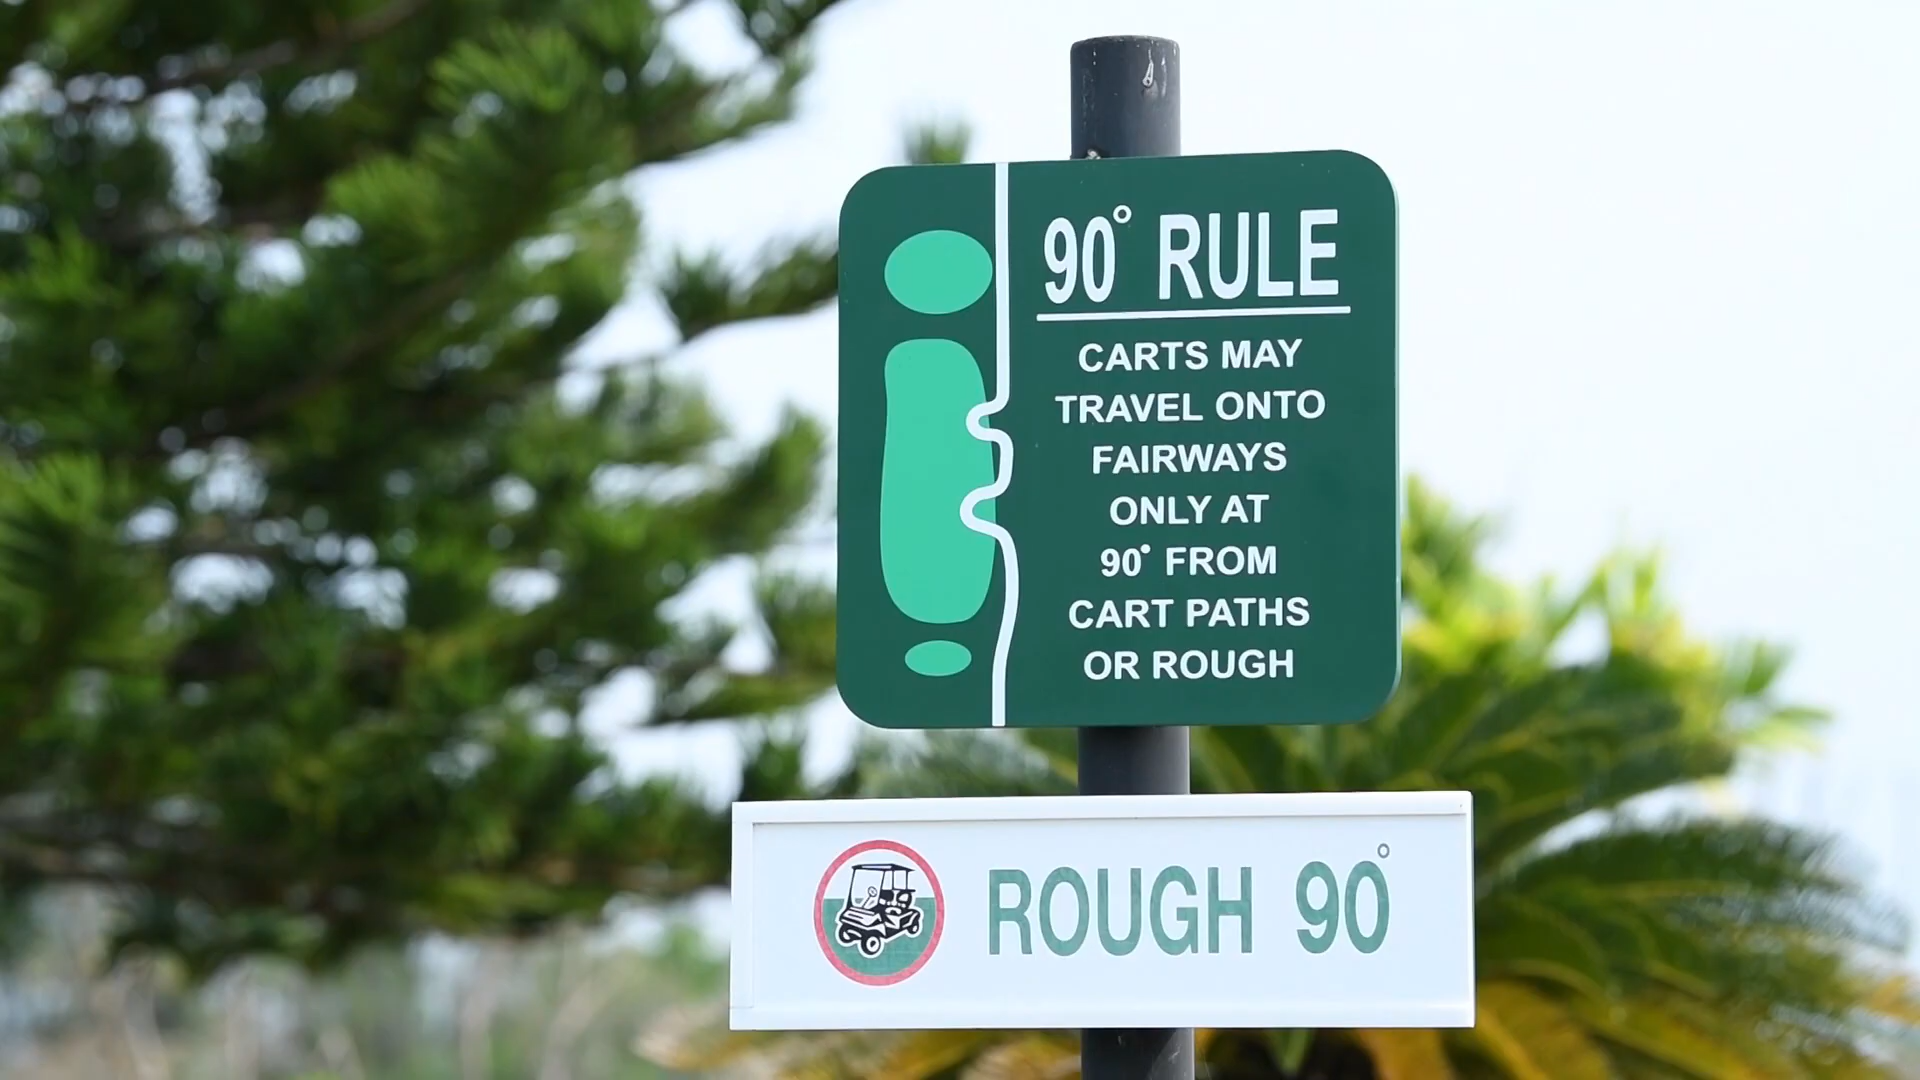 90° RULE
CARTS MAY
TRAVEL ONTO
FAIRWAYS
ONLY AT
90° FROM
CART PATHS
OR ROUGH
ROUGH 90°